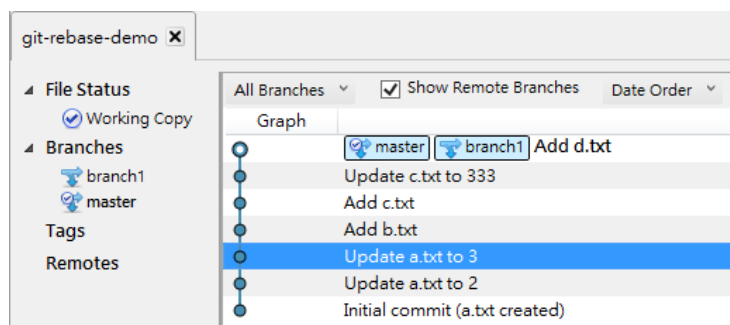 git-rebase-demo
File Status
Working Copy
Branches
branch1
master
Tags
Remotes
All Branches Show Remote Branches Date Order
Graph
master branch1 Add d.txt
Update c.txt to 333
Add c.txt
Add b.txt
Update a.txt to 3
Update a.txt to 2
Initial commit (a.txt created)